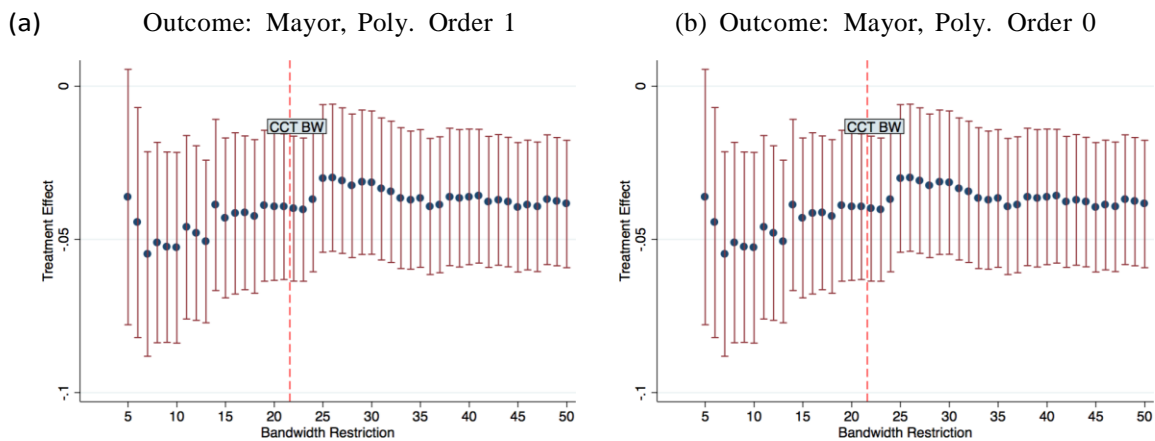 (a) Outcome: Mayor, Poly. Order 1
(b) Outcome: Mayor, Poly. Order 0
0
-.05
-.1
Treatment Effect
CCT BW
5 10 15 20 25 30 35 40 45 50
Bandwidth Restriction
0
-.05
-.1
Treatment Effect
CCT BW
5 10 15 20 25 30 35 40 45 50
Bandwidth Restriction